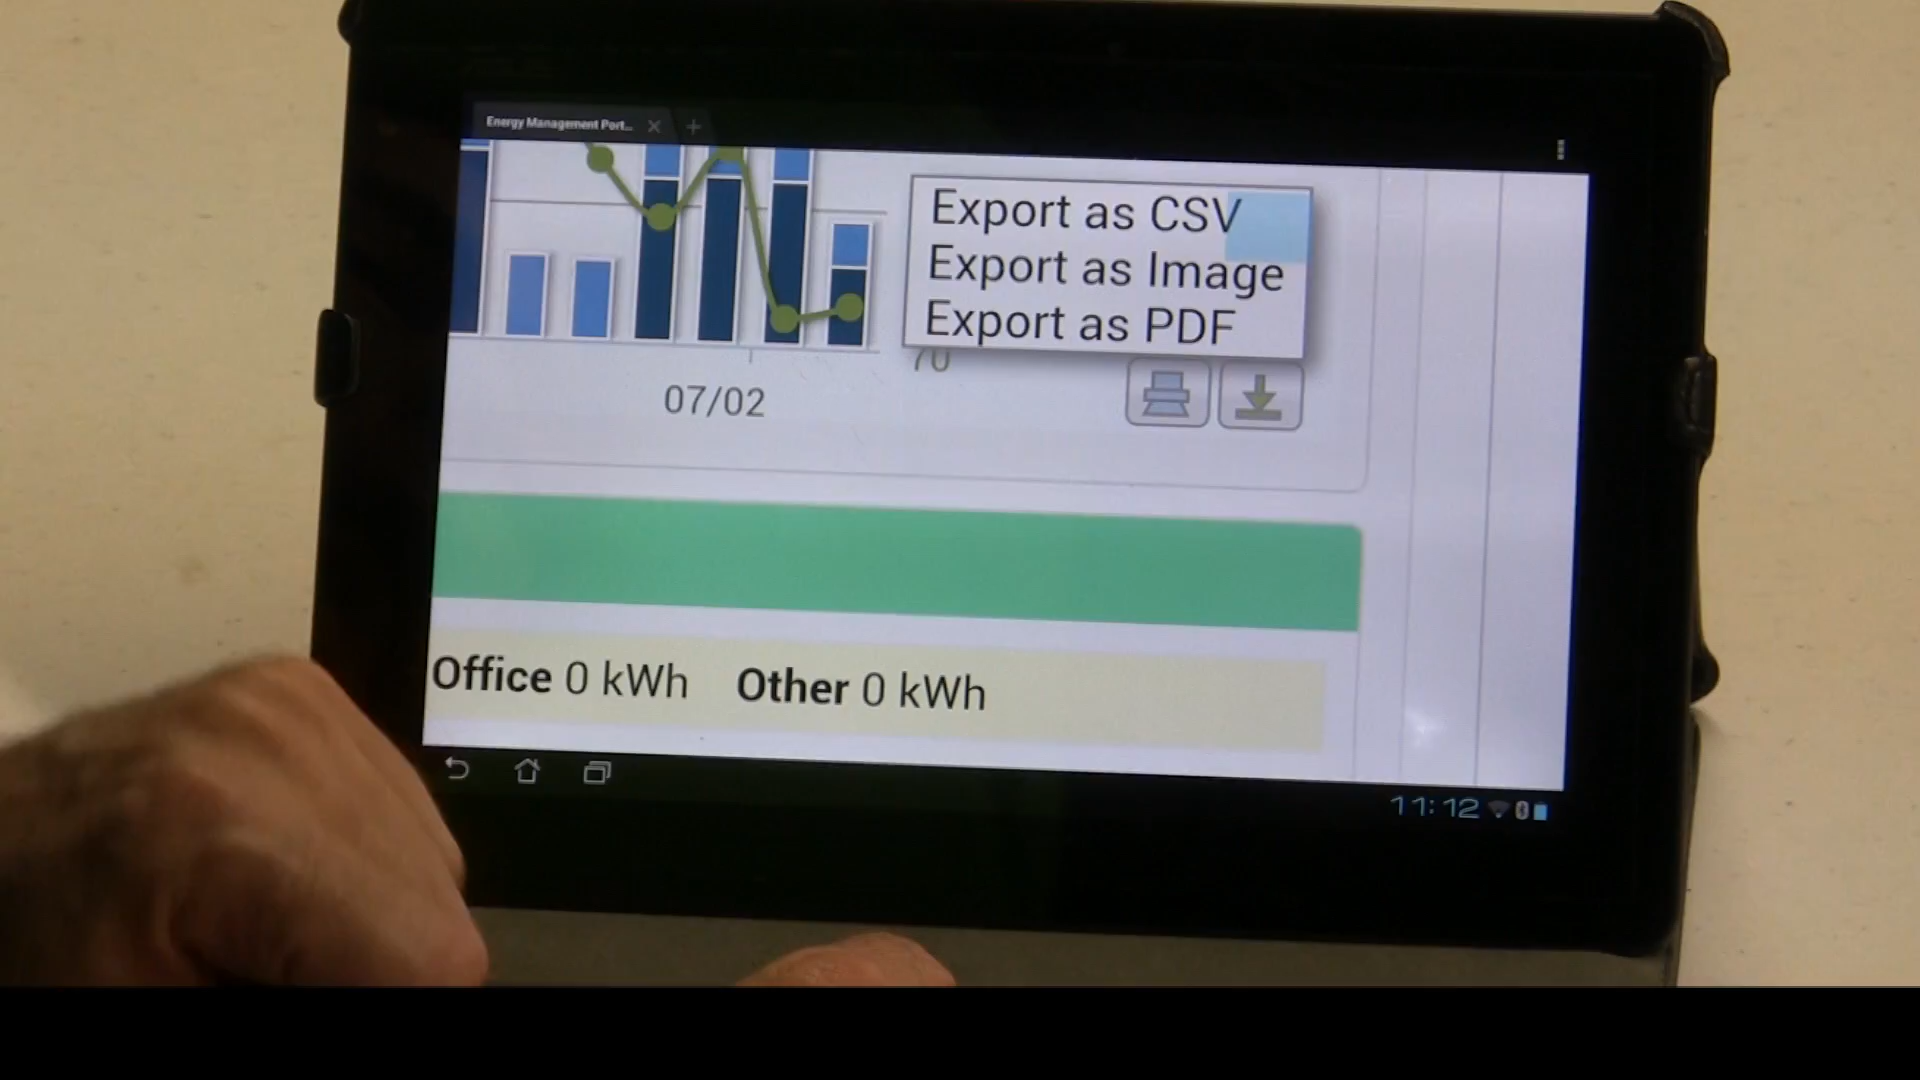 Energy Management Port...
Export as CSV
Export as Image
Export as PDF
70
07/02
Office 0 kWh Other 0 kWh
11:12